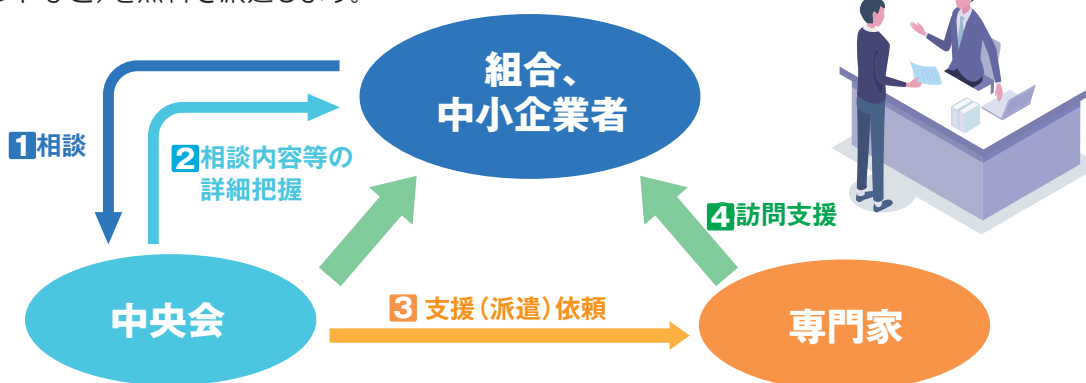 組合、
中小企業者
1相談
2相談内容等の
詳細把握
4訪問支援
中央会
3 支援（派遣）依頼
専門家